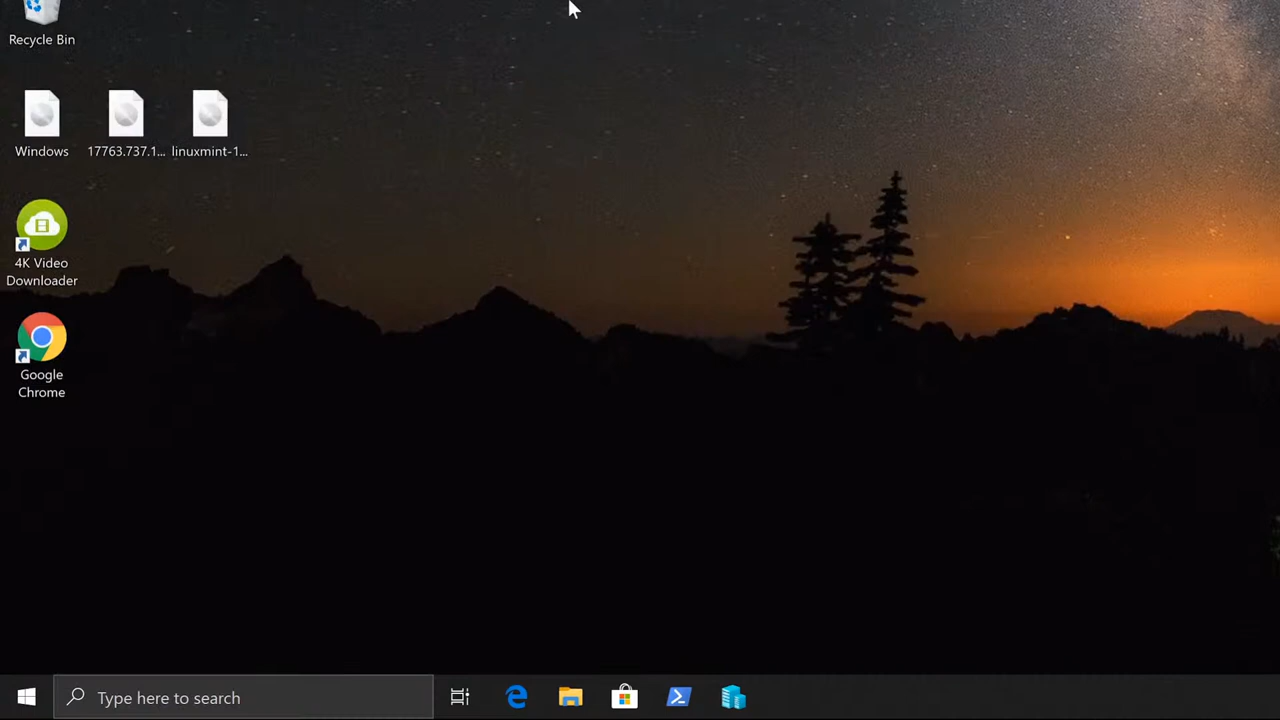 Recycle Bin
Windows
17763.737.1...
linuxmint-1...
4K Video
Downloader
Google
Chrome
Type here to search